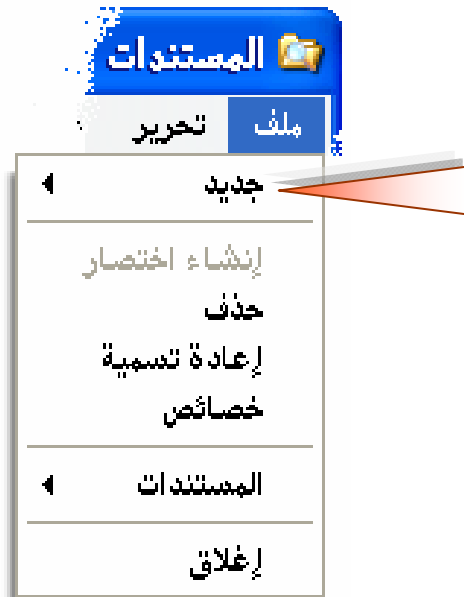 المستندات
ملف تحرير
جديد
إنشاء اختصار
حذف
إعادة تسمية
خصائص
المستندات
إغلاق